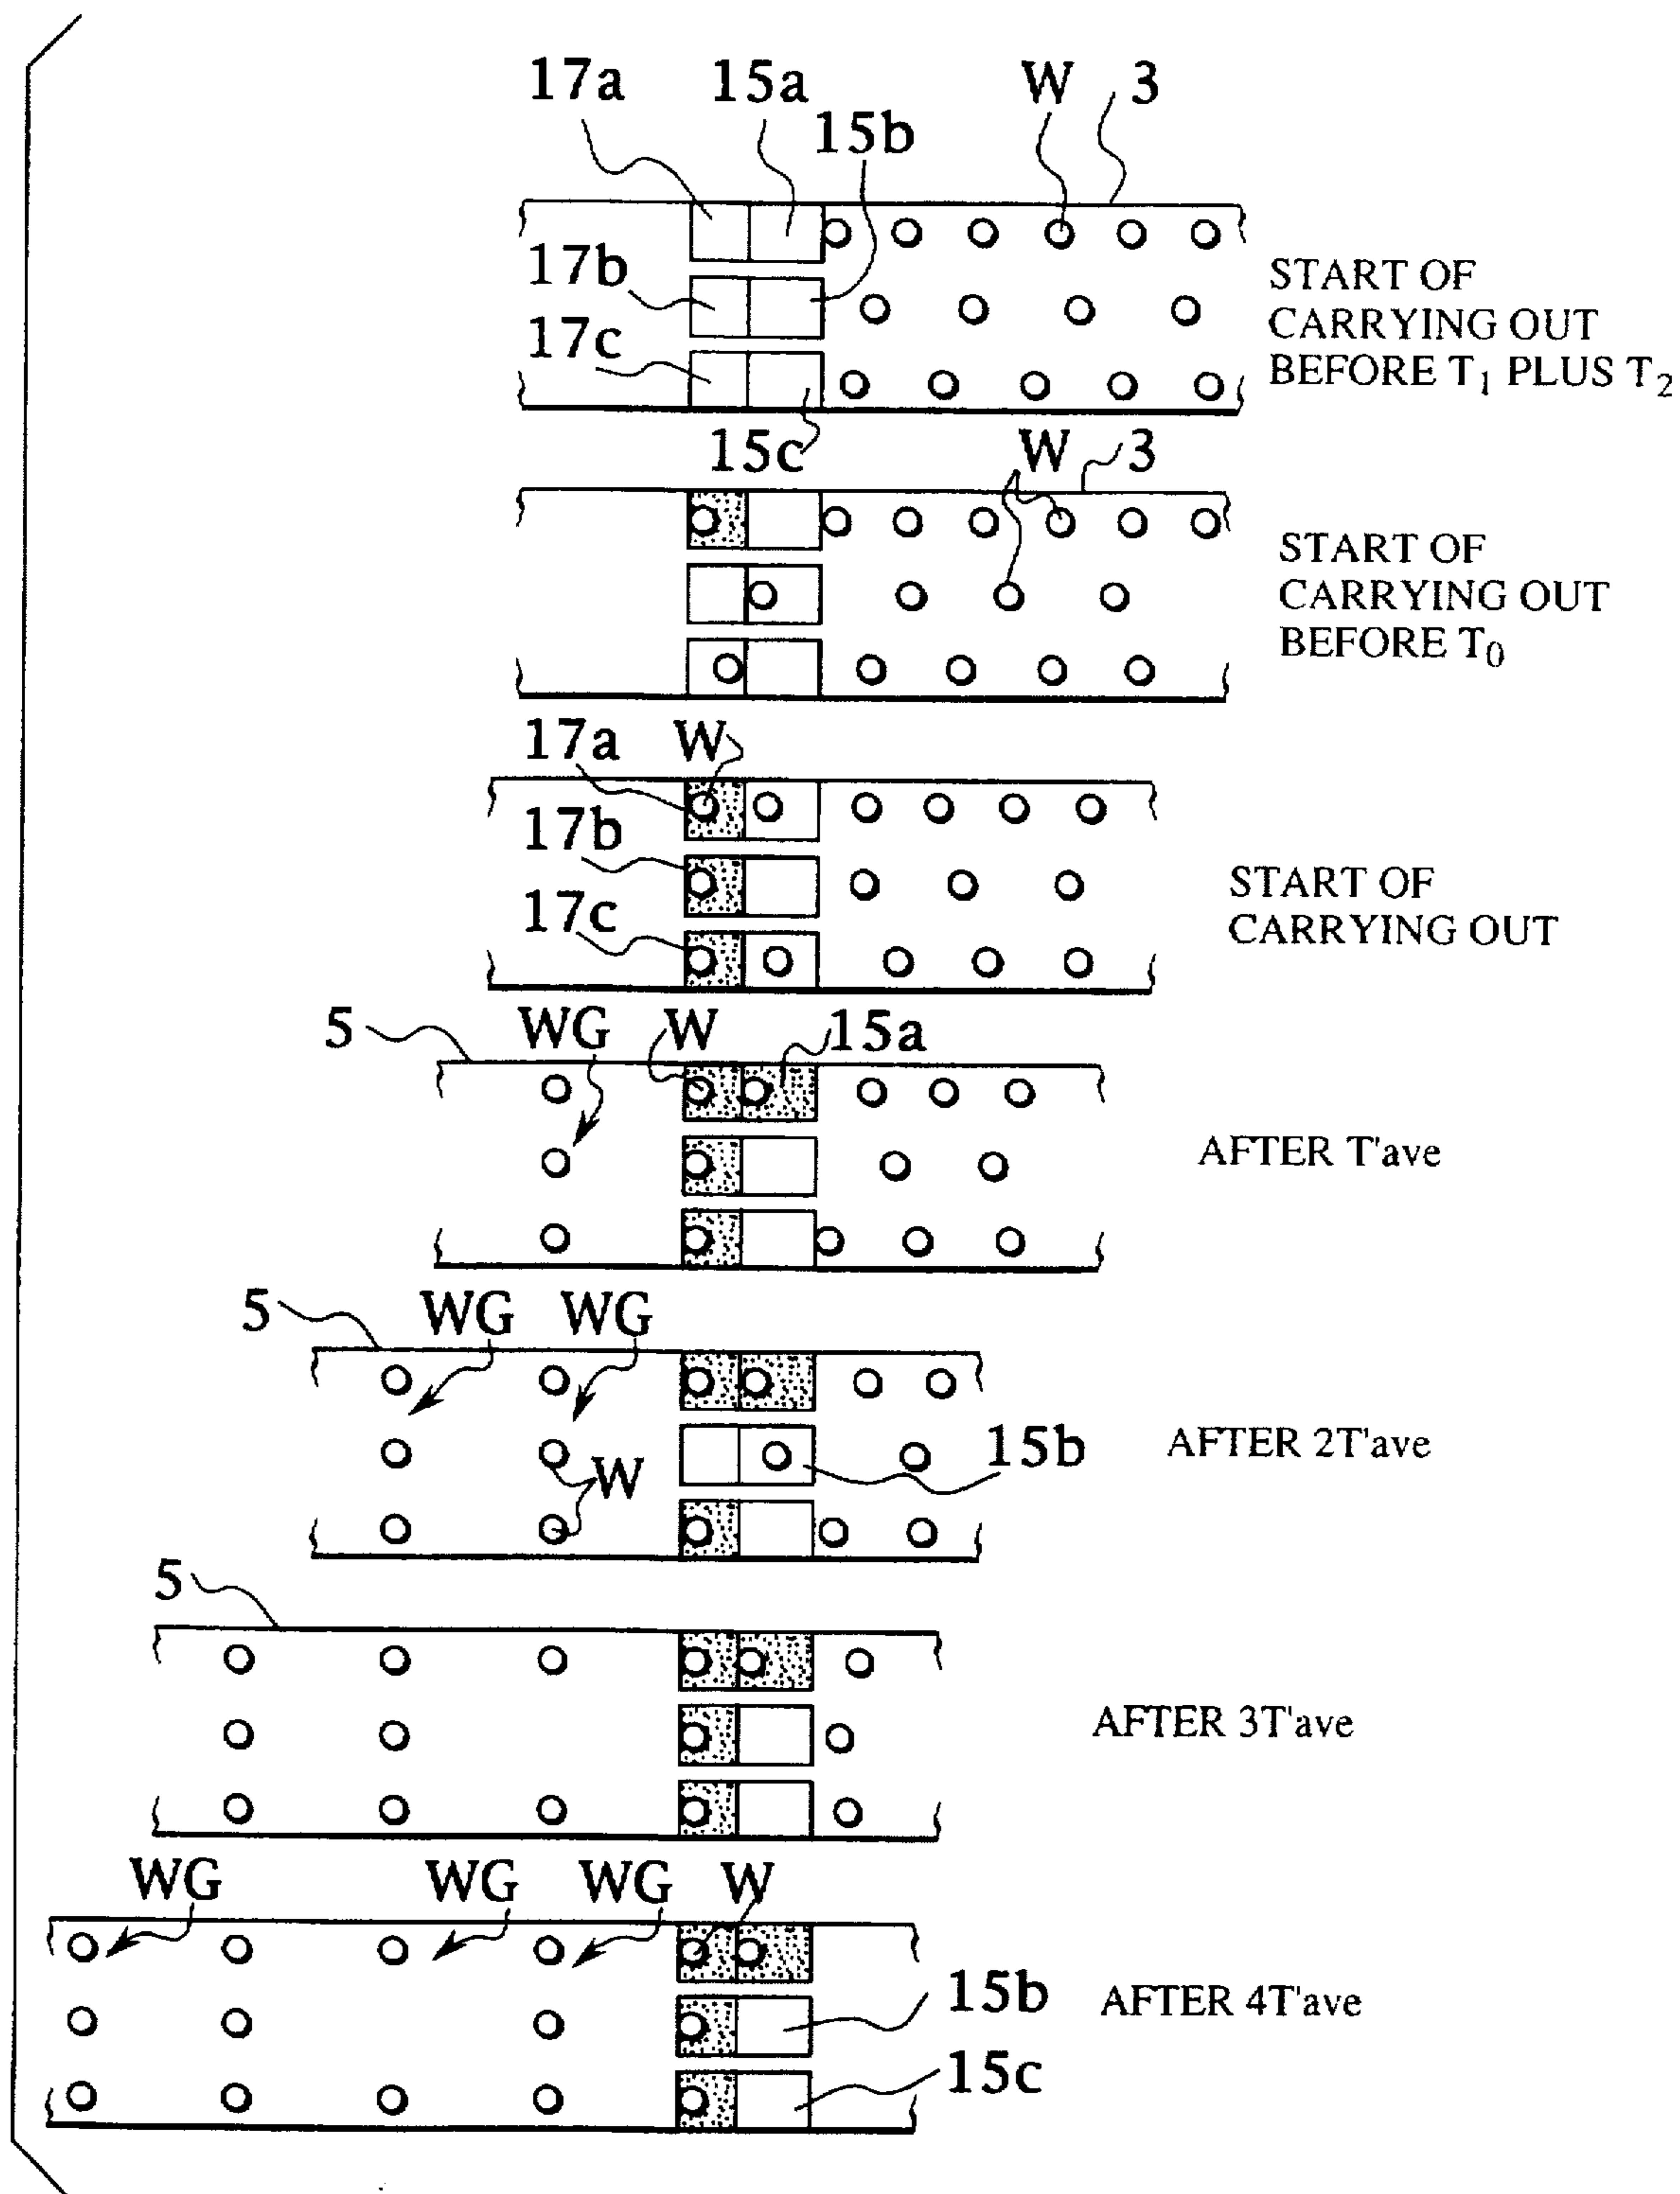 17a 15a W 3
15b
17b
17c
15c
START OF
CARRYING OUT
BEFORE T1 PLUS T2
W 3
START OF
CARRYING OUT
BEFORE T0
17a W
17b
17c
START OF
CARRYING OUT
5 WG W 15a
AFTER T'ave
5 WG WG
W
15b
AFTER 2T'ave
5
AFTER 3T'ave
WG WG WG W
15b
15c
AFTER 4T'ave